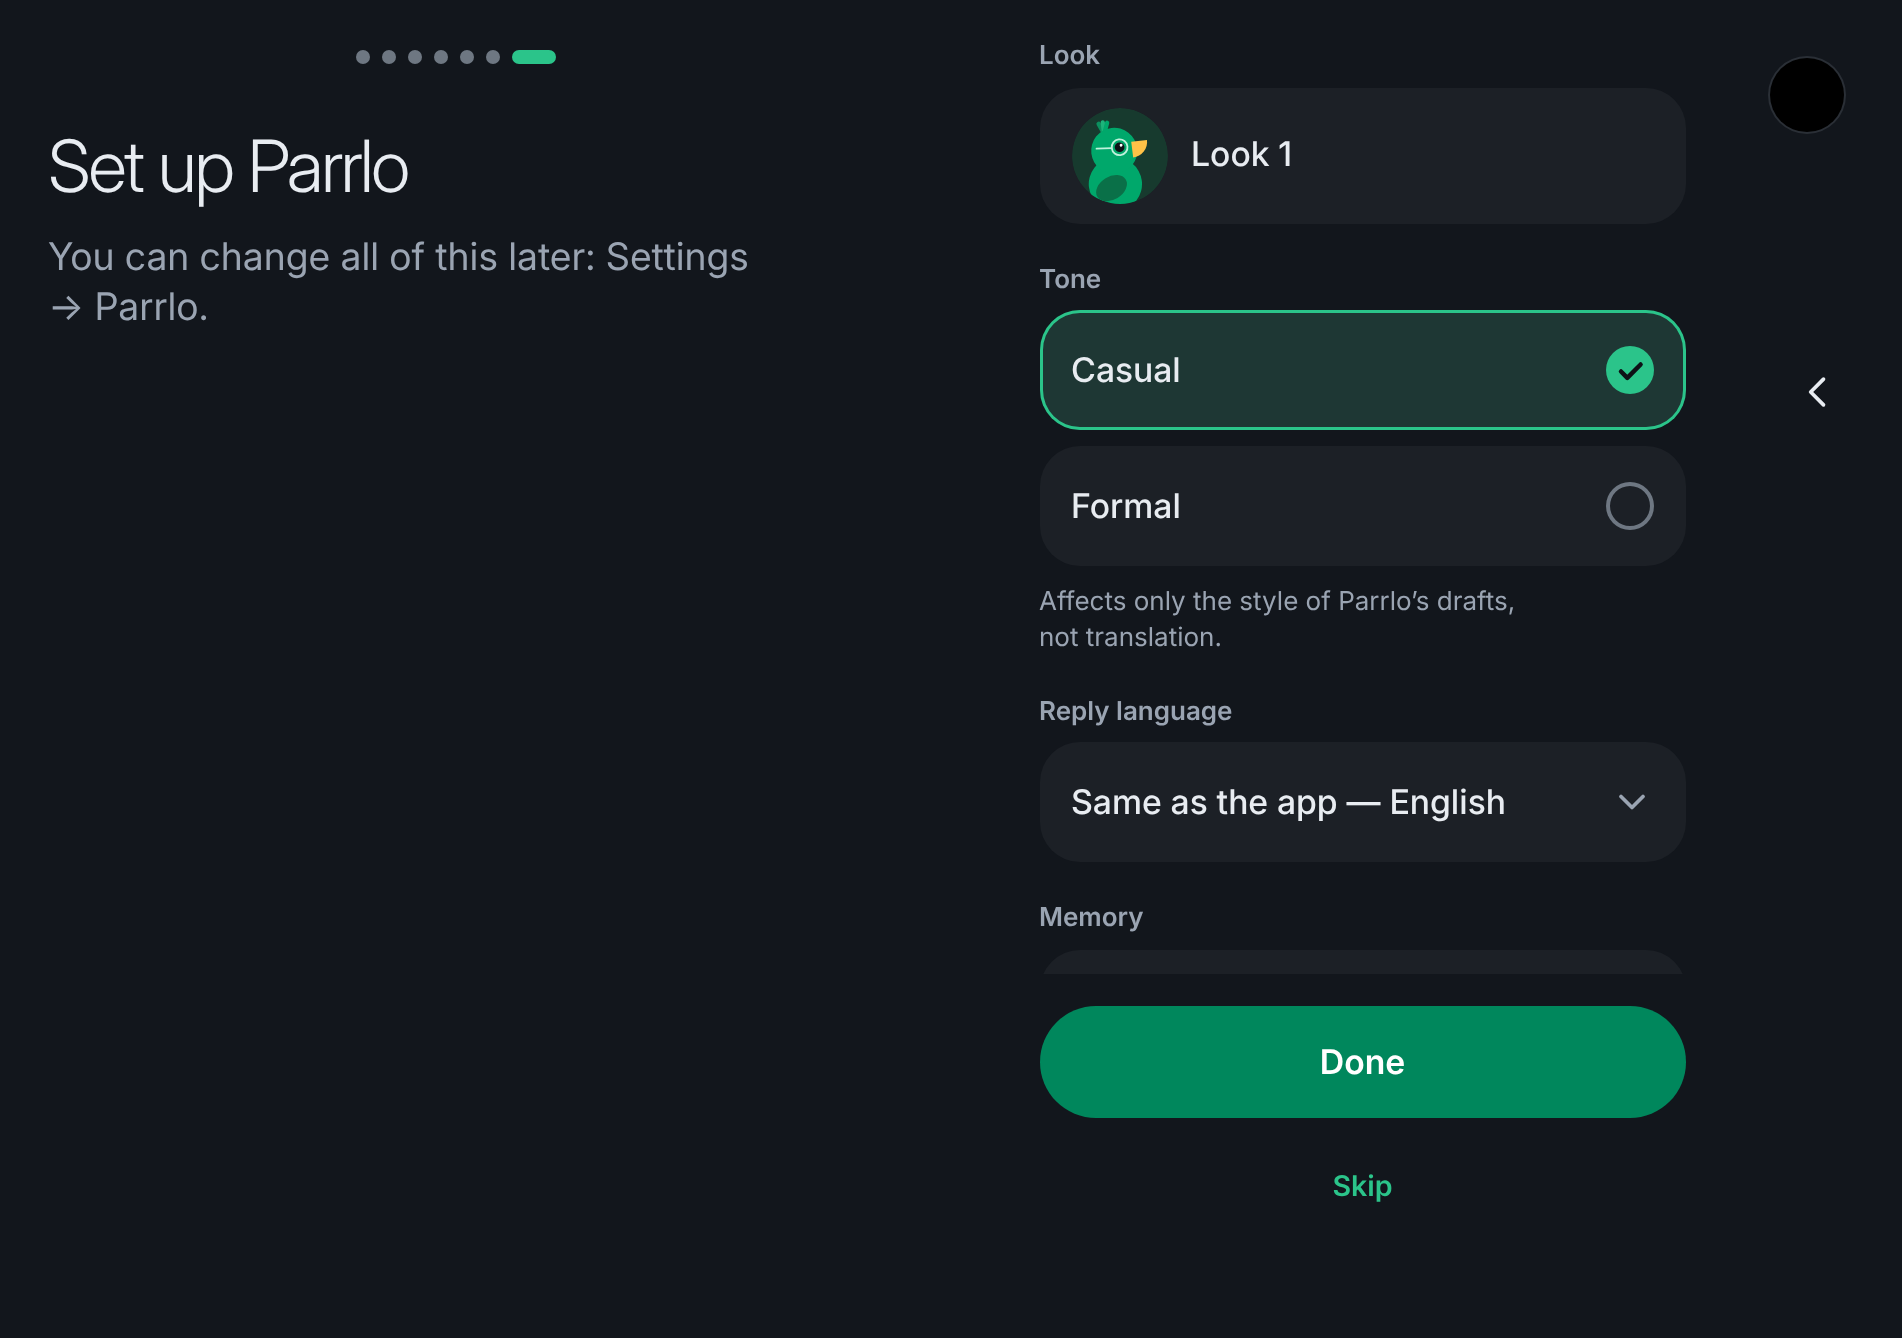 Set up Parrlo
You can change all of this later: Settings
→ Parrlo.
Look
Look 1
Tone
Casual
Formal
Affects only the style of Parrlo’s drafts,
not translation.
Reply language
Same as the app — English
Memory
Done
Skip